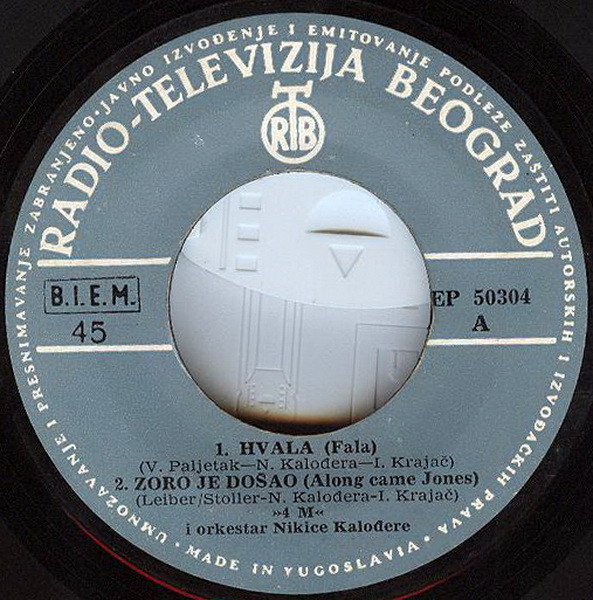 UMNOŽAVANJE I PRESNIMAVANJE ZABRANJENO·JAVNO IZVOĐENJE I EMITOVANJE PODLEŽE ZAŠTITI AUTORSKIH I IZVOĐAČKIH PRAVA·
RADIO-TELEVIZIJA BEOGRAD
RTB
B.I.E.M.
45
EP 50304
A
1. HVALA (Fala)
(V. Paljetak—N. Kalođera—I. Krajač)
2. ZORO JE DOŠAO (Along came Jones)
(Leiber/Stoller-N. Kalođera-I. Krajač)
»4 M«
i orkestar Nikice Kalođere
· MADE IN YUGOSLAVIA ·